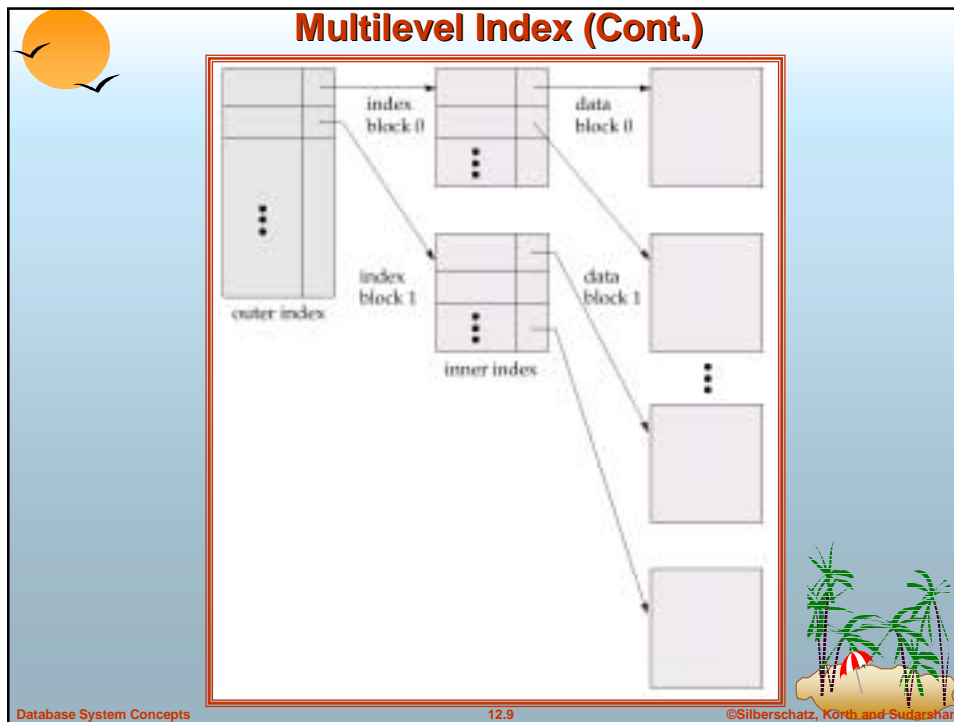 Multilevel Index (Cont.)
index
block 0
data
block 0
index
block 1
data
block 1
outer index
inner index
Database System Concepts
12.9
©Silberschatz, Korth and Sudarshan